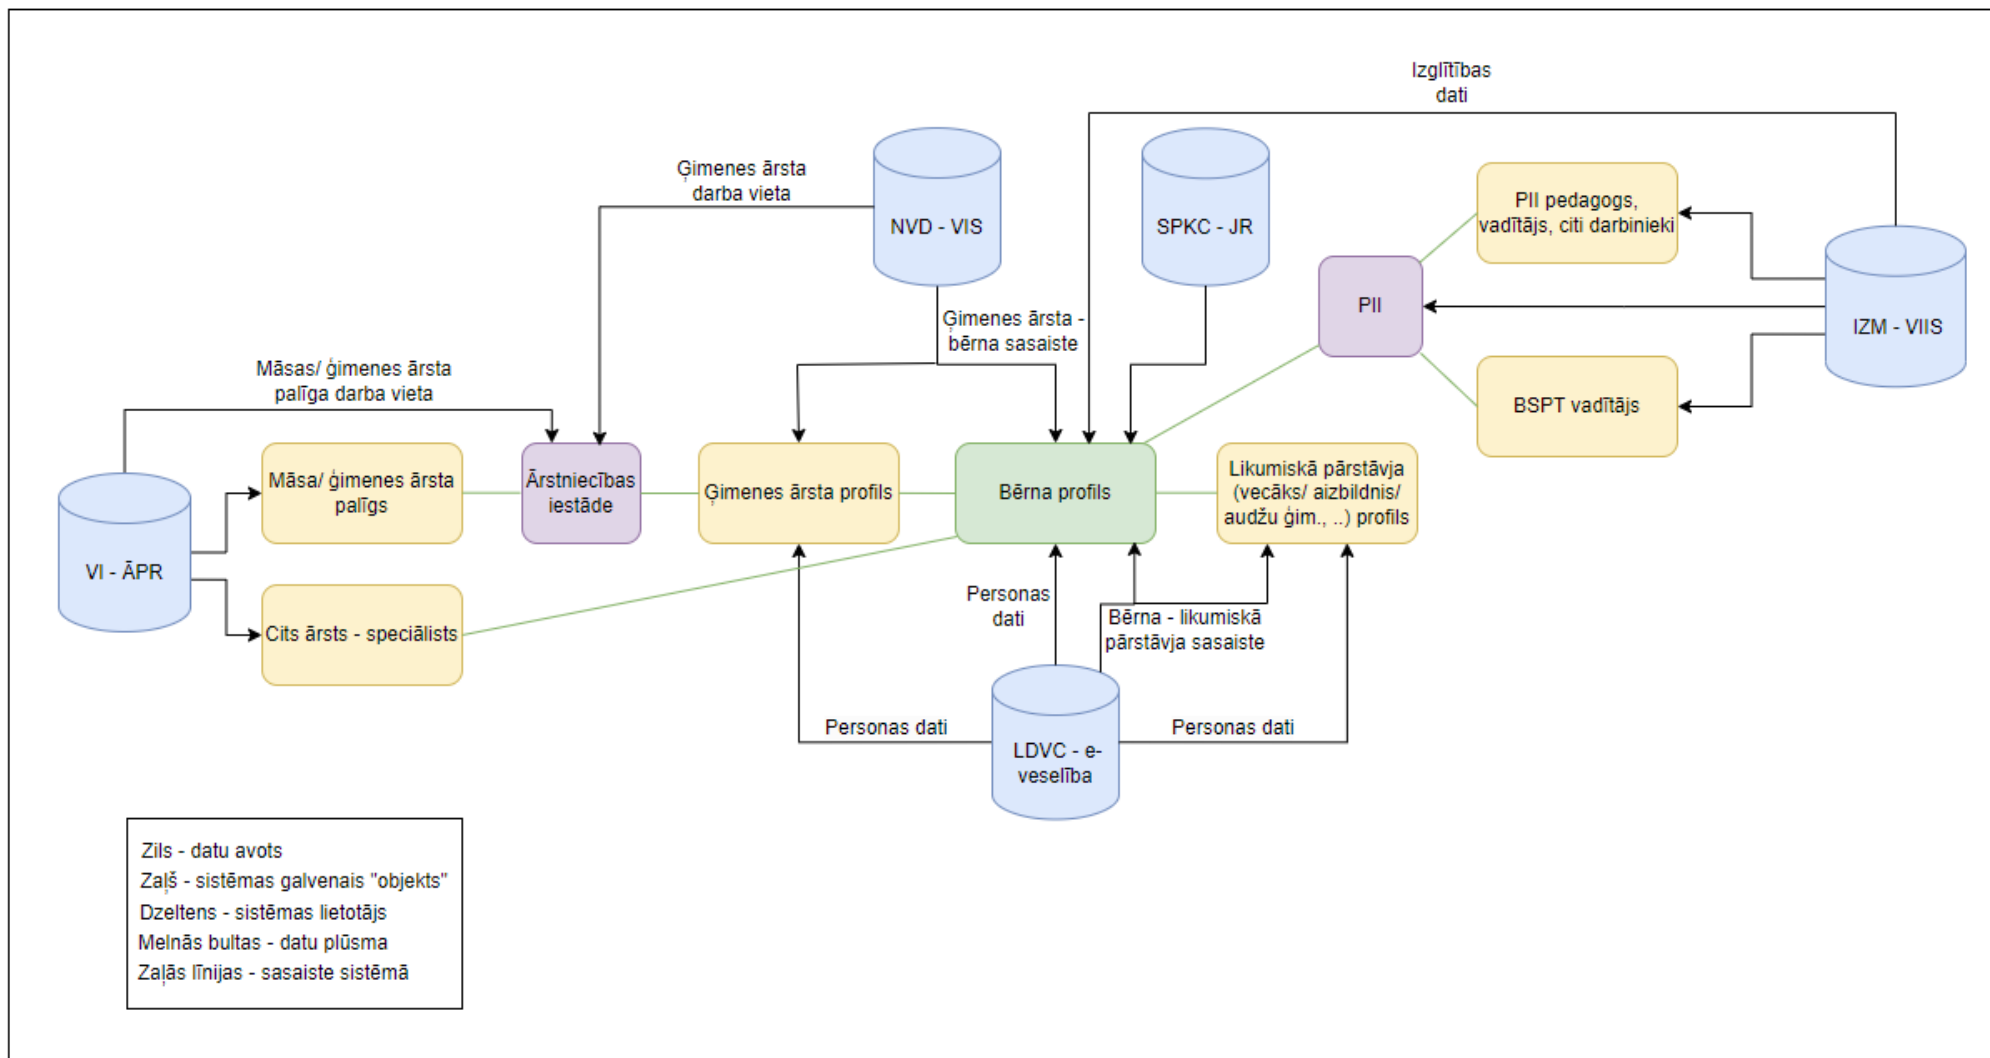 Izglītības
dati
Ģimenes ārsta
darba vieta
NVD - VIS
SPKC - JR
PII pedagogs,
vadītājs, citi darbinieki
PII
IZM - VIIS
Ģimenes ārsta -
bērna sasaiste
Māsas/ ģimenes ārsta
palīga darba vieta
BSPT vadītājs
Māsa/ ģimenes ārsta
palīgs
Ārstniecības
iestāde
Ģimenes ārsta profils
Bērna profils
Likumiskā pārstāvja
(vecāks/ aizbildnis/
audžu ģim., ..) profils
VI - ĀPR
Cits ārsts - speciālists
Personas
dati
Bērna - likumiskā
pārstāvja sasaiste
Personas dati
Personas dati
LDVC - e-
veselība
Zils - datu avots
Zaļš - sistēmas galvenais "objekts"
Dzeltens - sistēmas lietotājs
Melnās bultas - datu plūsma
Zaļās līnijas - sasaiste sistēmā